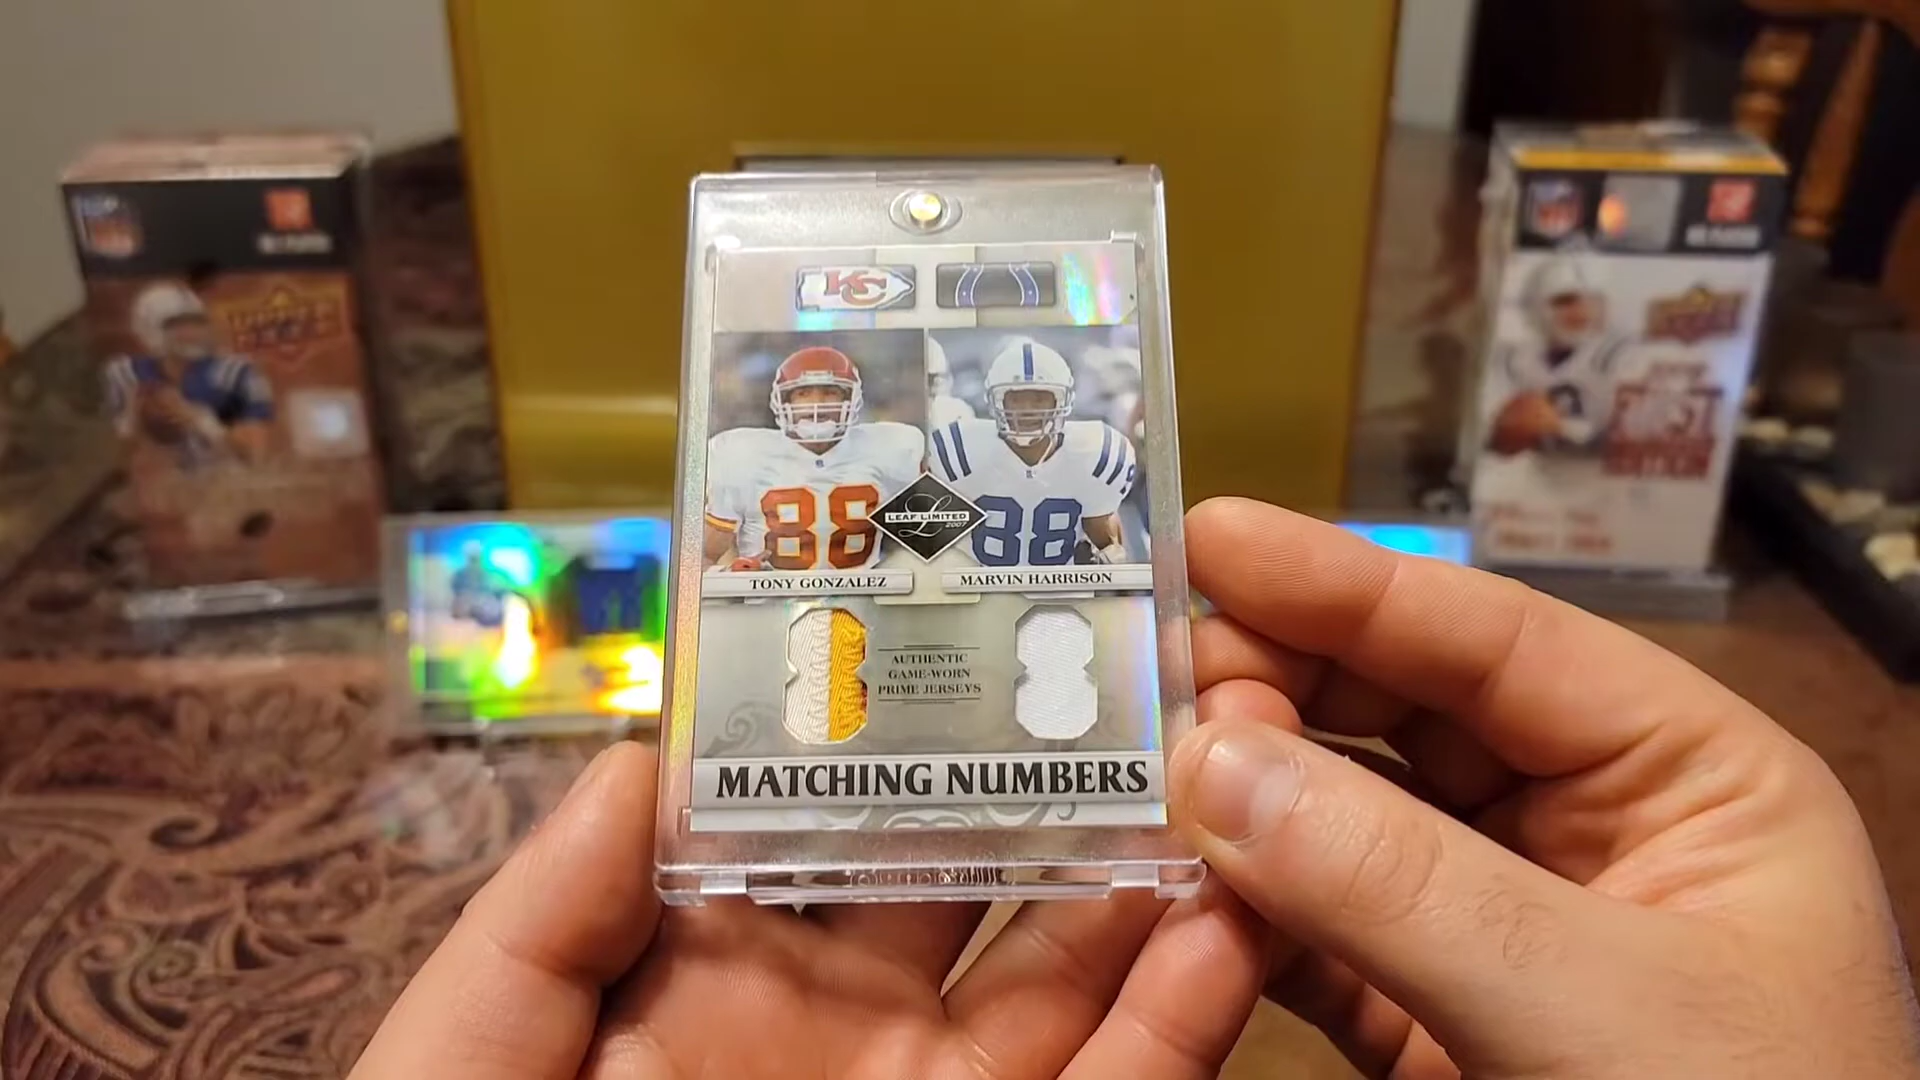 KC
88
88
LEAF LIMITED
2007
TONY GONZALEZ
MARVIN HARRISON
AUTHENTIC
GAME-WORN
PRIME JERSEYS
MATCHING NUMBERS